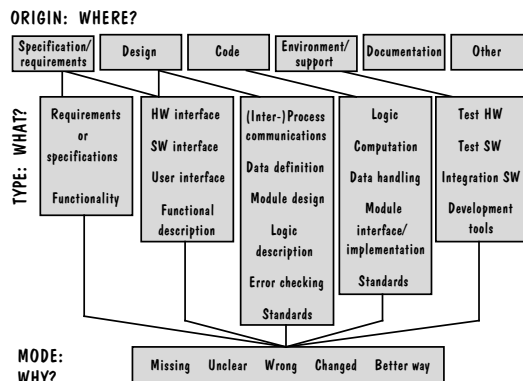 ORIGIN: WHERE?
Specification/
requirements
Design
Code
Environment/
support
Documentation
Other
TYPE: WHAT?
Requirements
or
specifications
Functionality
HW interface
SW interface
User interface
Functional
description
(Inter-)Process
communications
Data definition
Module design
Logic
description
Error checking
Standards
Logic
Computation
Data handling
Module
interface/
implementation
Standards
Test HW
Test SW
Integration SW
Development
tools
MODE:
WHY?
Missing Unclear Wrong Changed Better way